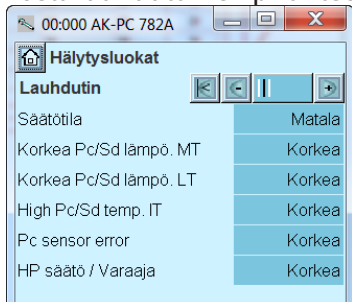 00:000 AK-PC 782A
Hälytysluokat
Lauhdutin
Säätötila Matala
Korkea Pc/Sd lämpö. MT Korkea
Korkea Pc/Sd lämpö. LT Korkea
High Pc/Sd temp. IT Korkea
Pc sensor error Korkea
HP säätö / Varaaja Korkea